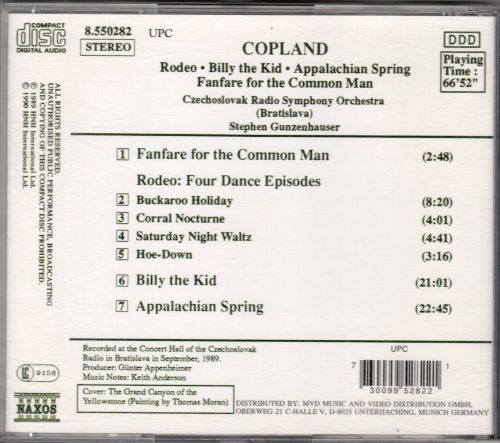 COMPACT
disc
DIGITAL AUDIO
8.550282
STEREO
UPC
COPLAND
Rodeo • Billy the Kid • Appalachian Spring
Fanfare for the Common Man
Czechoslovak Radio Symphony Orchestra
(Bratislava)
Stephen Gunzenhauser
DDD
Playing
Time :
66'52"
ALL RIGHTS RESERVED.
UNAUTHORISED PUBLIC PERFORMANCE, BROADCASTING
AND COPYING OF THIS COMPACT DISC PROHIBITED.
℗ 1989 HNH International Ltd.
© 1990 HNH International Ltd.
1 Fanfare for the Common Man (2:48)
Rodeo: Four Dance Episodes
2 Buckaroo Holiday (8:20)
3 Corral Nocturne (4:01)
4 Saturday Night Waltz (4:41)
5 Hoe-Down (3:16)
6 Billy the Kid (21:01)
7 Appalachian Spring (22:45)
Recorded at the Concert Hall of the Czechoslovak
Radio in Bratislava in September, 1989.
Producer: Günter Appenheimer
Music Notes: Keith Anderson
Cover: The Grand Canyon of the
Yellowstone (Painting by Thomas Moran)
LC 9158
NAXOS
UPC
7 1
30099 52822
DISTRIBUTED BY: MVD MUSIC AND VIDEO DISTRIBUTION GMBH,
OBERWEG 21 C-HALLE V, D-8025 UNTERHACHING, MUNICH GERMANY